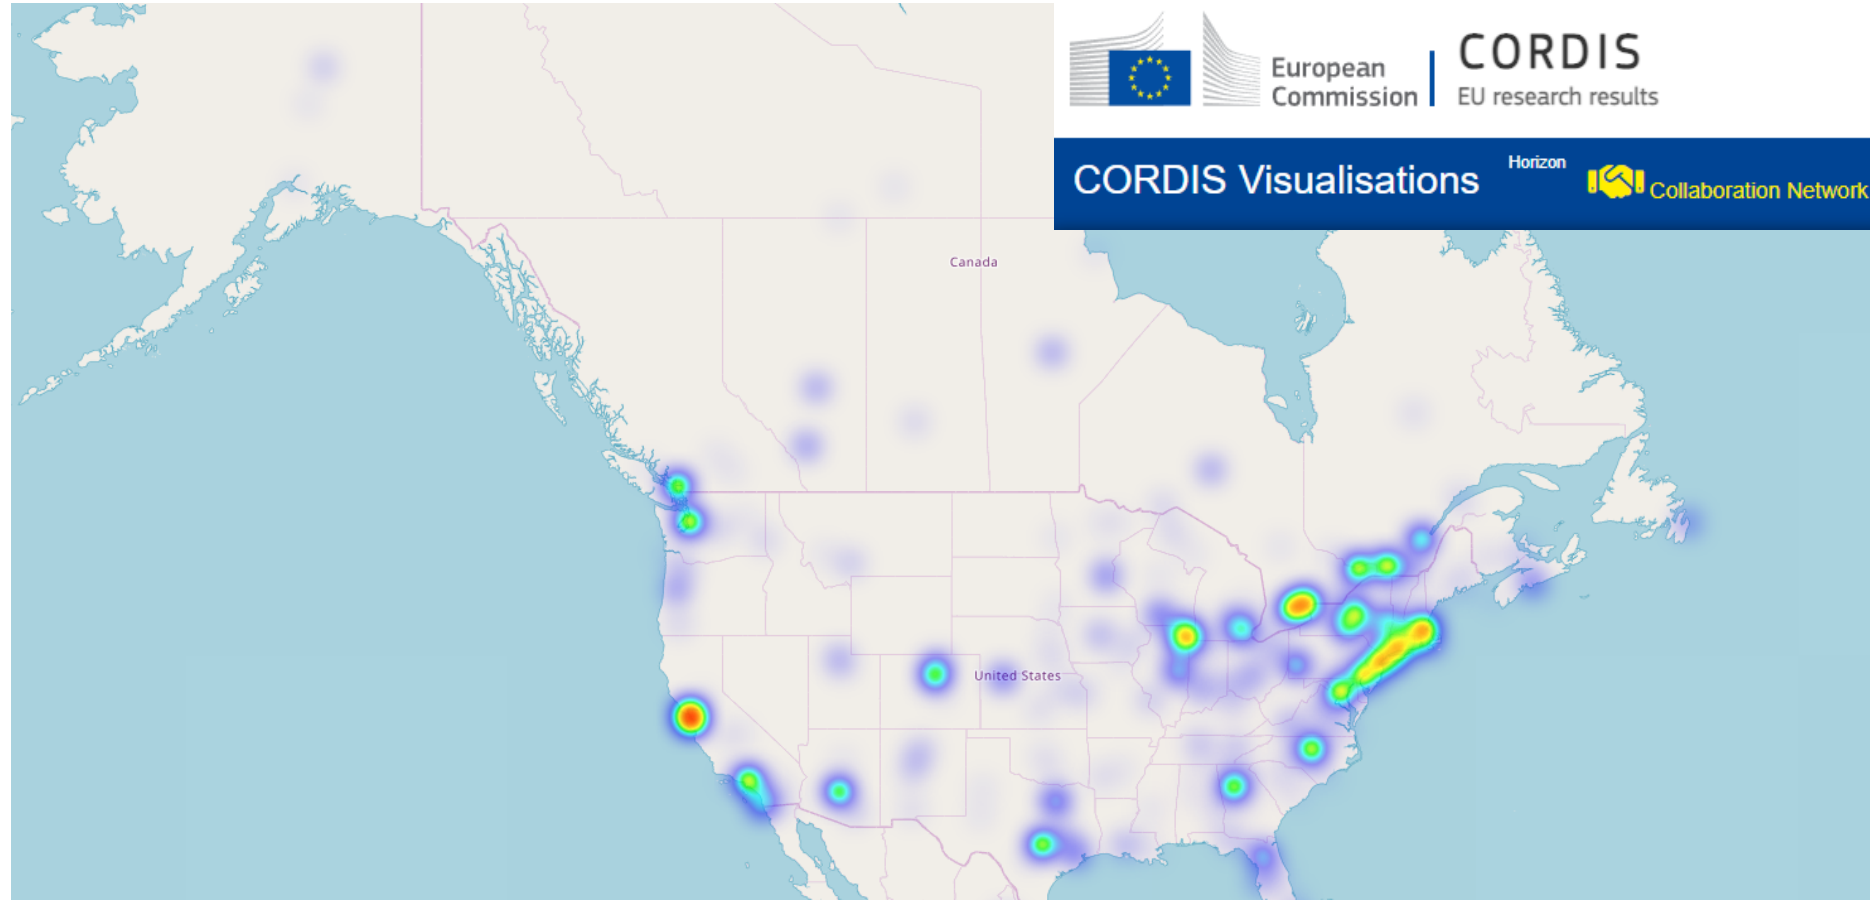 European
Commission
CORDIS
EU research results
CORDIS Visualisations
Horizon
Collaboration Network
Canada
United States